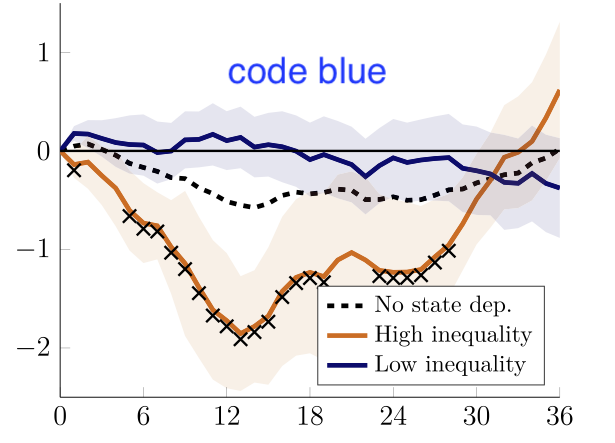 code blue
1
0
−1
−2
No state dep.
High inequality
Low inequality
0 6 12 18 24 30 36